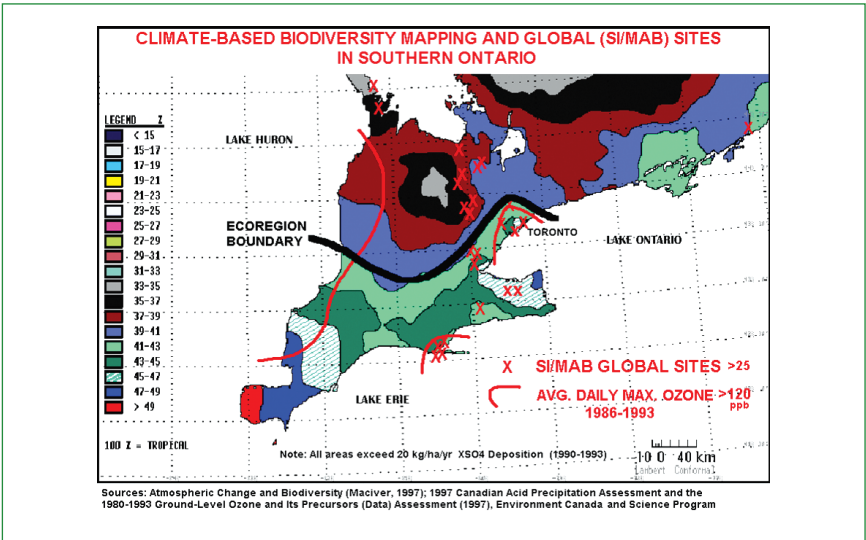 CLIMATE-BASED BIODIVERSITY MAPPING AND GLOBAL (SI/MAB) SITES
IN SOUTHERN ONTARIO
LEGEND Z
< 15
15-17
17-19
19-21
21-23
23-25
25-27
27-29
29-31
31-33
33-35
35-37
37-39
39-41
41-43
43-45
45-47
47-49
> 49
100 Z = TROPICAL
LAKE HURON
ECOREGION
BOUNDARY
TORONTO
LAKE ONTARIO
LAKE ERIE
X SI/MAB GLOBAL SITES >25
AVG. DAILY MAX. OZONE >120
ppb
1986-1993
Note: All areas exceed 20 kg/ha/yr XSO4 Deposition (1990-1993)
10 0 40 km
Lambert Conformal
Sources: Atmospheric Change and Biodiversity (Maciver, 1997); 1997 Canadian Acid Precipitation Assessment and the
1980-1993 Ground-Level Ozone and Its Precursors (Data) Assessment (1997), Environment Canada and Science Program